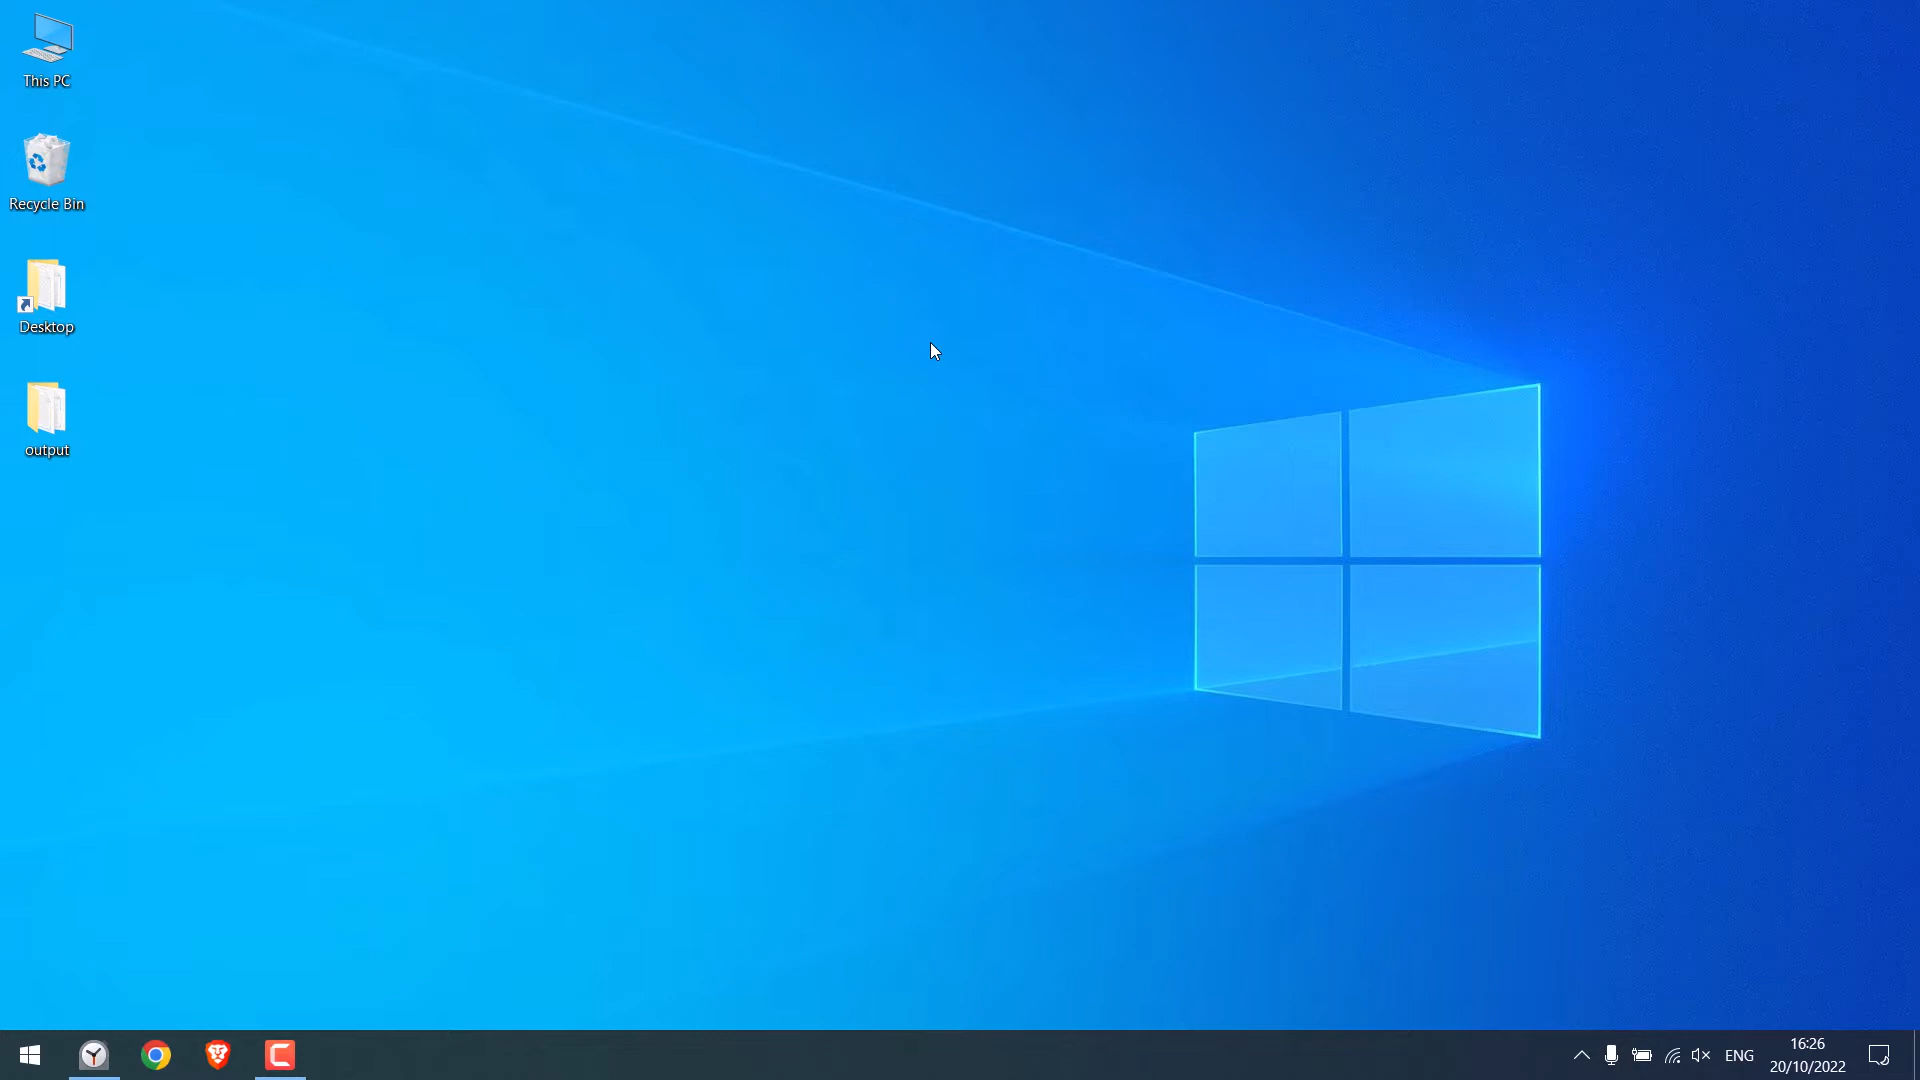 This PC
Recycle Bin
Desktop
output
ENG
16:26
20/10/2022